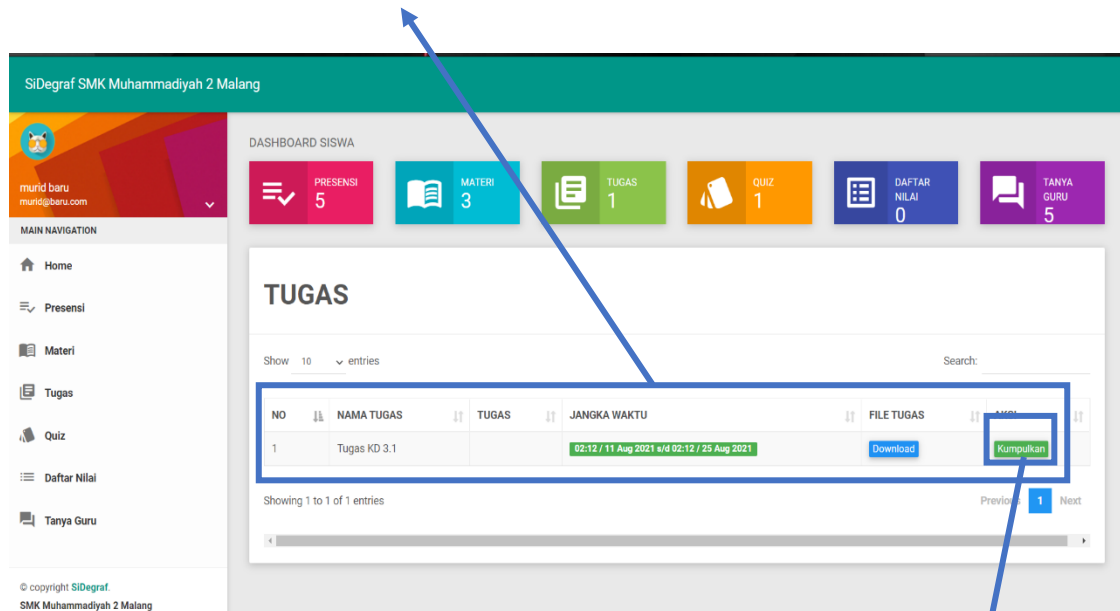 SiDegraf SMK Muhammadiyah 2 Malang
murid baru
murid@baru.com
MAIN NAVIGATION
Home
Presensi
Materi
Tugas
Quiz
Daftar Nilai
Tanya Guru
© copyright SiDegraf.
SMK Muhammadiyah 2 Malang
DASHBOARD SISWA
PRESENSI
5
MATERI
3
TUGAS
1
QUIZ
1
DAFTAR
NILAI
0
TANYA
GURU
5
TUGAS
Show 10 entries Search:
NO NAMA TUGAS TUGAS JANGKA WAKTU FILE TUGAS
1 Tugas KD 3.1 02:12 / 11 Aug 2021 s/d 02:12 / 25 Aug 2021 Download Kumpulkan
Showing 1 to 1 of 1 entries
Previous 1 Next